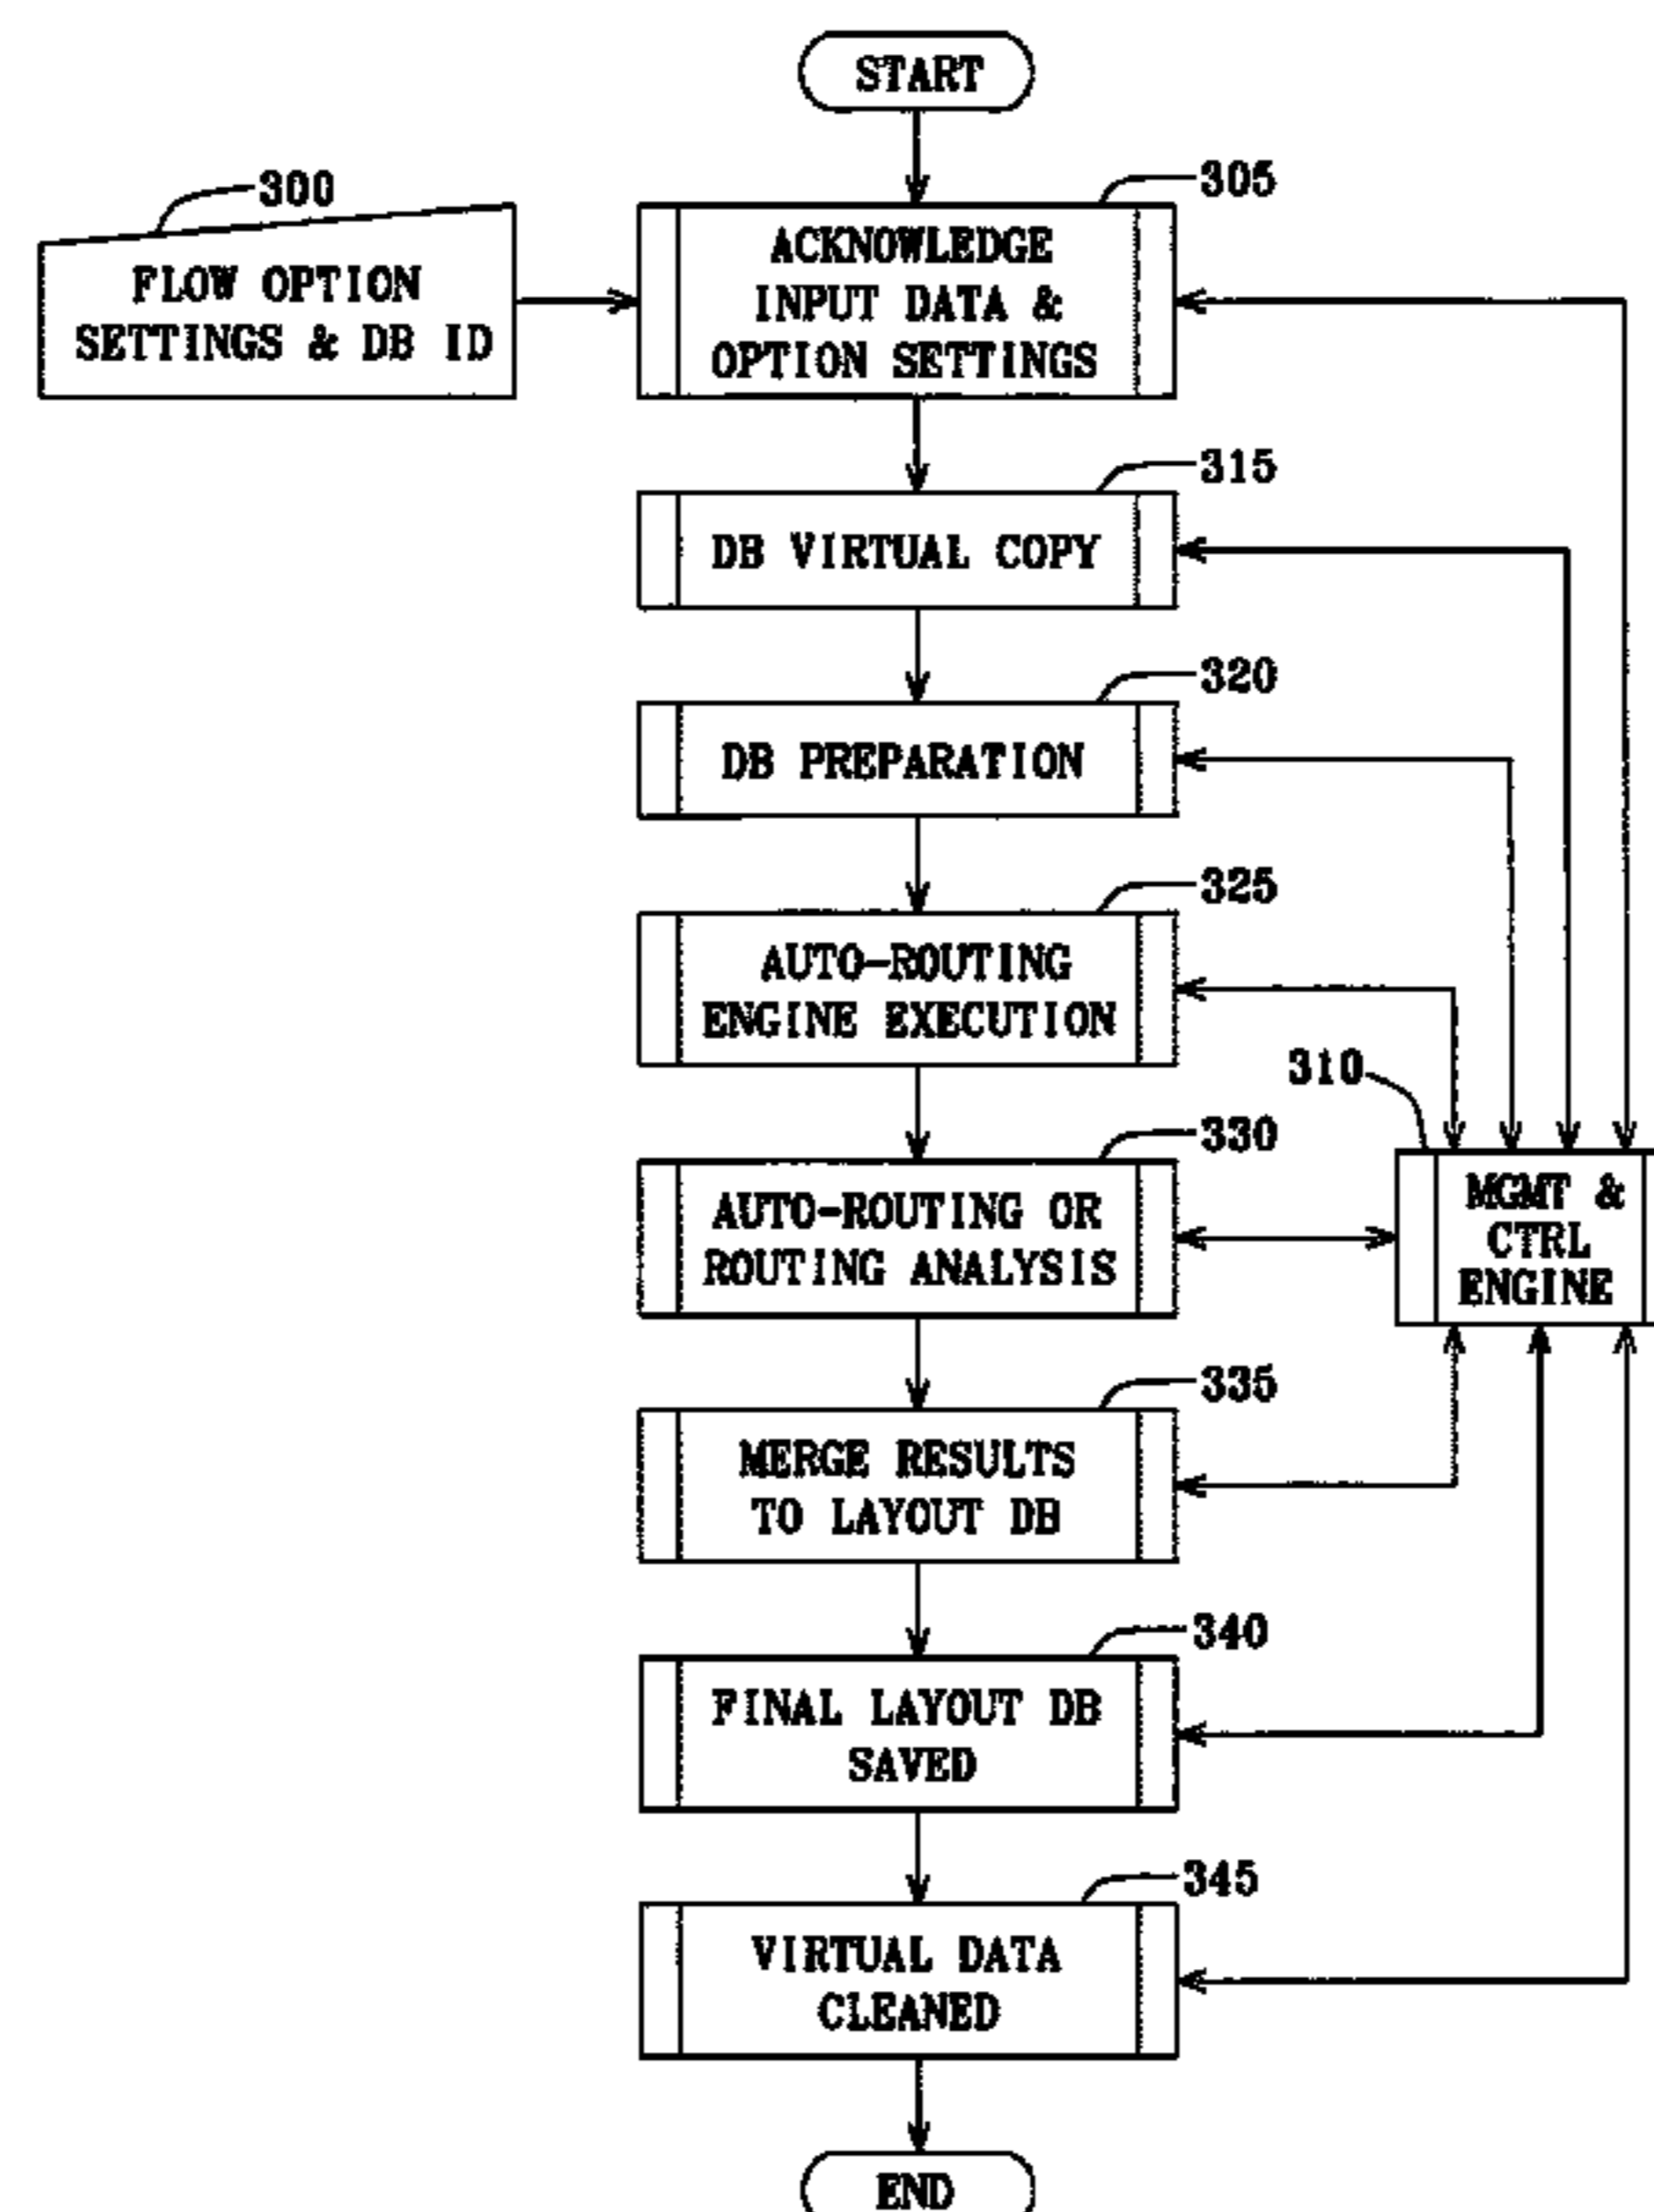 START
300
FLOW OPTION
SETTINGS & DB ID
305
ACKNOWLEDGE
INPUT DATA &
OPTION SETTINGS
315
DB VIRTUAL COPY
320
DB PREPARATION
325
AUTO-ROUTING
ENGINE EXECUTION
310
MGMT &
CTRL
ENGINE
330
AUTO-ROUTING OR
ROUTING ANALYSIS
335
MERGE RESULTS
TO LAYOUT DB
340
FINAL LAYOUT DB
SAVED
345
VIRTUAL DATA
CLEANED
END